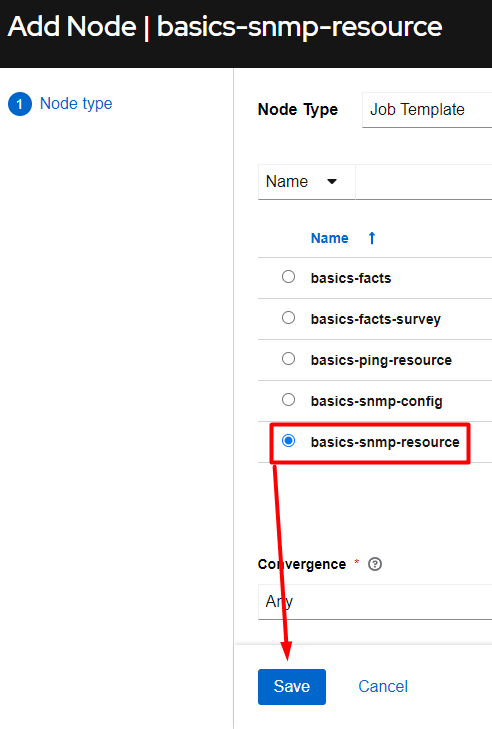 Add Node | basics-snmp-resource
1 Node type
Node Type Job Template
Name
Name
basics-facts
basics-facts-survey
basics-ping-resource
basics-snmp-config
basics-snmp-resource
Convergence * ?
Any
Save Cancel